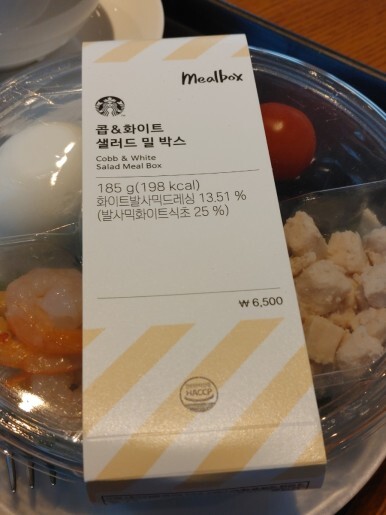 Mealbox
콥&화이트
샐러드 밀 박스
Cobb & White
Salad Meal Box
185 g(198 kcal)
화이트발사믹드레싱 13.51 %
(발사믹화이트식초 25 %)
₩ 6,500
HACCP